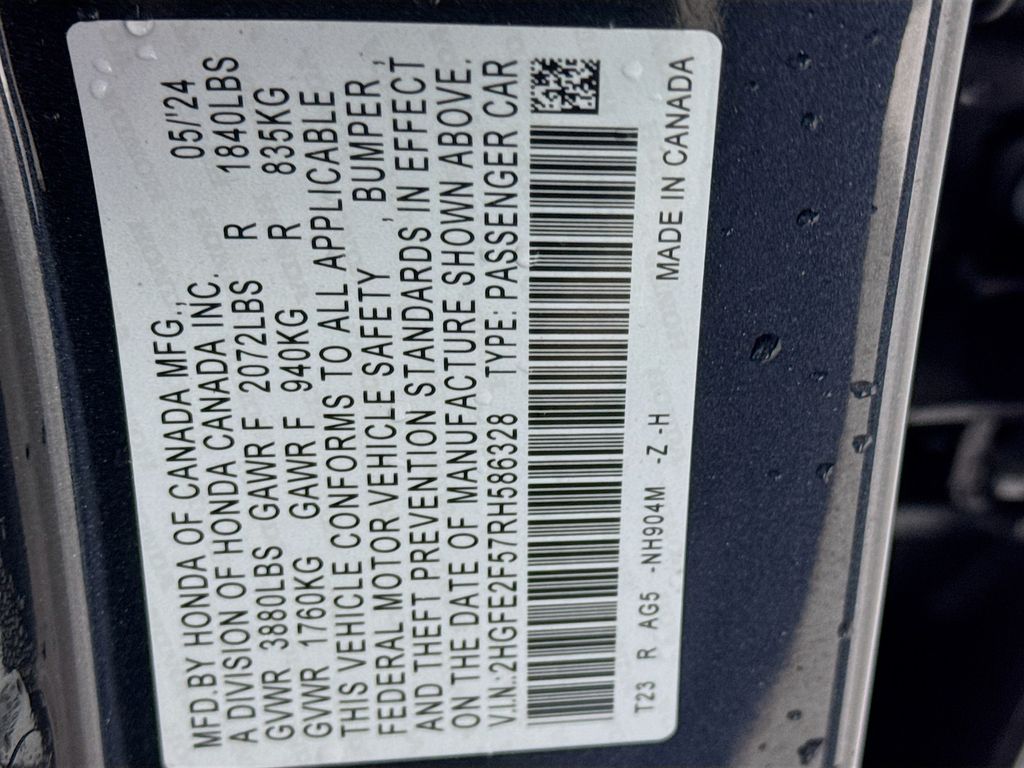 MFD.BY HONDA OF CANADA MFG., 05/'24
A DIVISION OF HONDA CANADA INC.
GVWR 3880LBS GAWR F 2072LBS R 1840LBS
GVWR 1760KG GAWR F 940KG R 835KG
THIS VEHICLE CONFORMS TO ALL APPLICABLE
FEDERAL MOTOR VEHICLE SAFETY , BUMPER ,
AND THEFT PREVENTION STANDARDS IN EFFECT
ON THE DATE OF MANUFACTURE SHOWN ABOVE.
V.I.N.:2HGFE2F57RH586328 TYPE: PASSENGER CAR
T23 R AG5 -NH904M -Z -H MADE IN CANADA